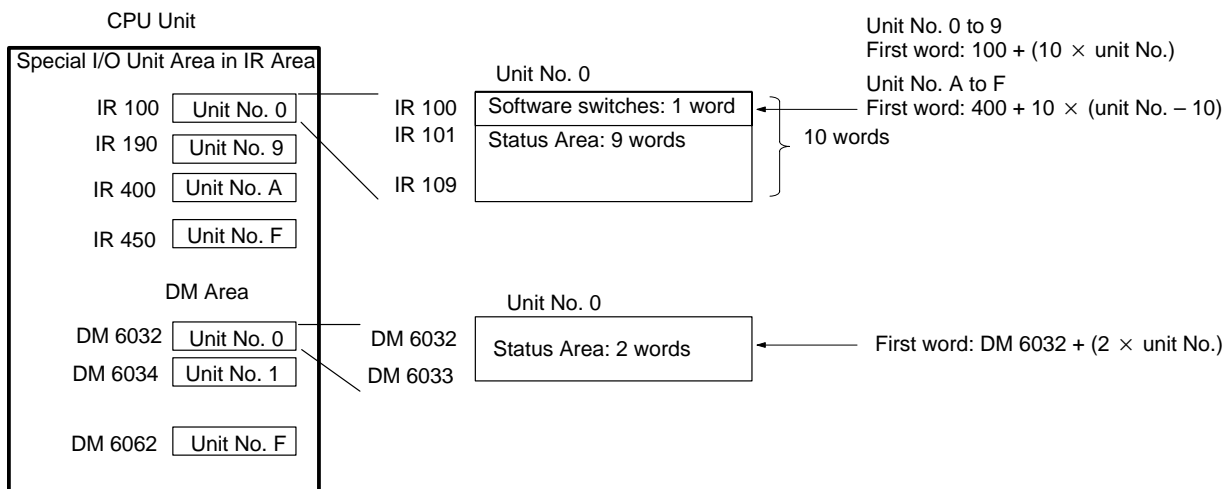 CPU Unit
Special I/O Unit Area in IR Area
IR 100 Unit No. 0
IR 190 Unit No. 9
IR 400 Unit No. A
IR 450 Unit No. F
DM Area
DM 6032 Unit No. 0
DM 6034 Unit No. 1
DM 6062 Unit No. F
Unit No. 0
IR 100 Software switches: 1 word
IR 101 Status Area: 9 words
IR 109
10 words
Unit No. 0 to 9
First word: 100 + (10 × unit No.)
Unit No. A to F
First word: 400 + 10 × (unit No. – 10)
Unit No. 0
DM 6032
Status Area: 2 words
DM 6033
First word: DM 6032 + (2 × unit No.)